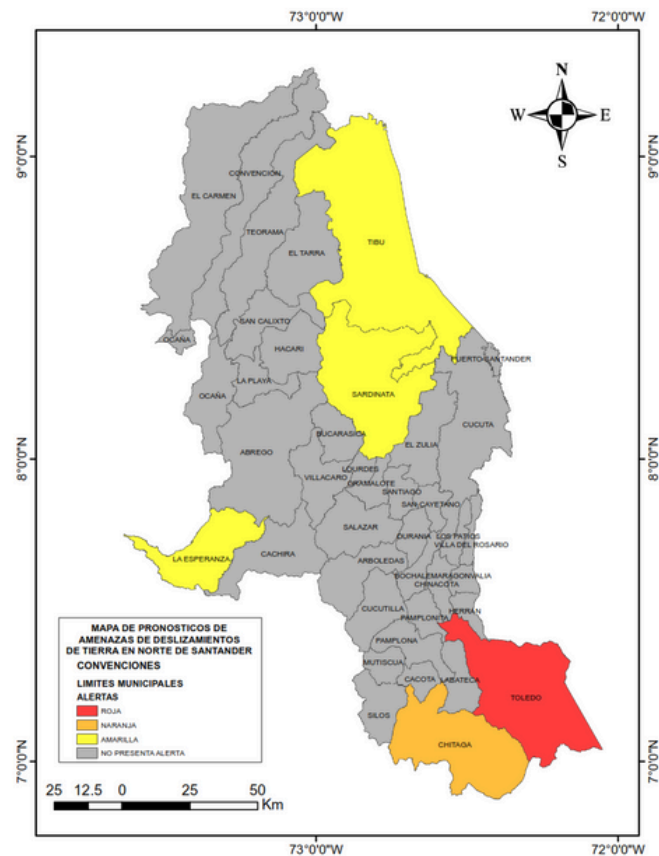 73°0'0"W
72°0'0"W
N
W
E
S
9°0'0"N
9°0'0"N
CONVENCIÓN
EL CARMEN
TEORAMA
TIBU
EL TARRA
SAN CALIXTO
OCAÑA
HACARI
PUERTO SANTANDER
LA PLAYA
OCAÑA
SARDINATA
CUCUTA
BUCARASICA
EL ZULIA
ABREGO
8°0'0"N
8°0'0"N
LOURDES
VILLACARO
GRAMALOTE
SANTIAGO
SAN CAYETANO
SALAZAR
DURANIA
LOS PATIOS
VILLA DEL ROSARIO
CACHIRA
LA ESPERANZA
ARBOLEDAS
BOCHALEMA
RAGONVALIA
CHINACOTA
CUCUTILLA
HERRAN
PAMPLONITA
PAMPLONA
MUTISCUA
CACOTA
LABATECA
TOLEDO
SILOS
CHITAGA
MAPA DE PRONOSTICOS DE
AMENAZAS DE DESLIZAMIENTOS
DE TIERRA EN NORTE DE SANTANDER
CONVENCIONES
LIMITES MUNICIPALES
ALERTAS
ROJA
NARANJA
AMARILLA
NO PRESENTA ALERTA
7°0'0"N
7°0'0"N
25 12.5 0 25 50
Km
73°0'0"W
72°0'0"W